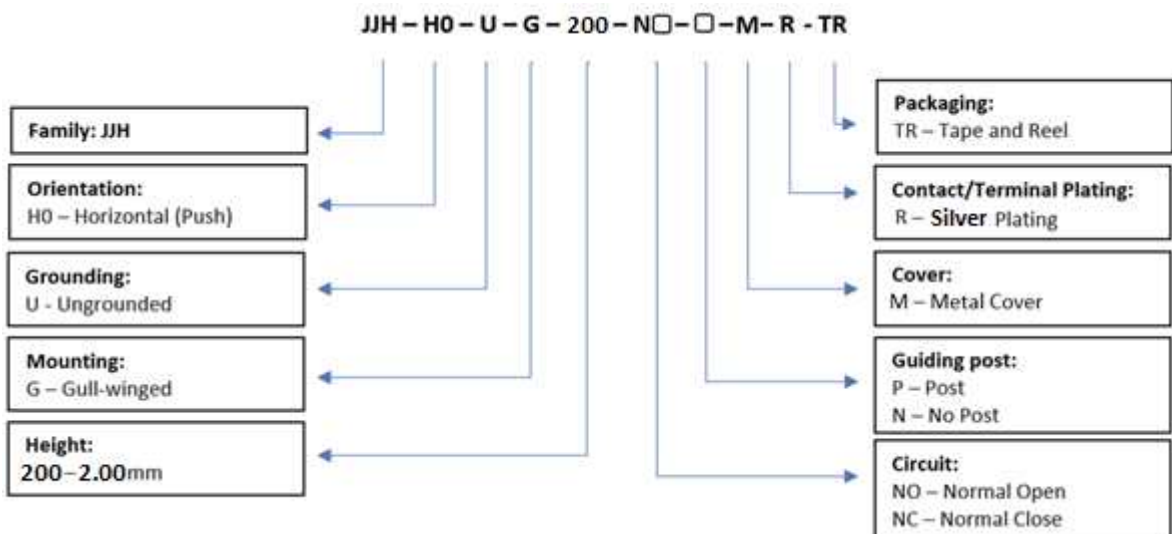 JJH – H0 – U – G – 200 – N□ – □ – M – R - TR
Family: JJH
Orientation:
H0 – Horizontal (Push)
Grounding:
U - Ungrounded
Mounting:
G – Gull-winged
Height:
200–2.00mm
Packaging:
TR – Tape and Reel
Contact/Terminal Plating:
R – Silver Plating
Cover:
M – Metal Cover
Guiding post:
P – Post
N – No Post
Circuit:
NO – Normal Open
NC – Normal Close